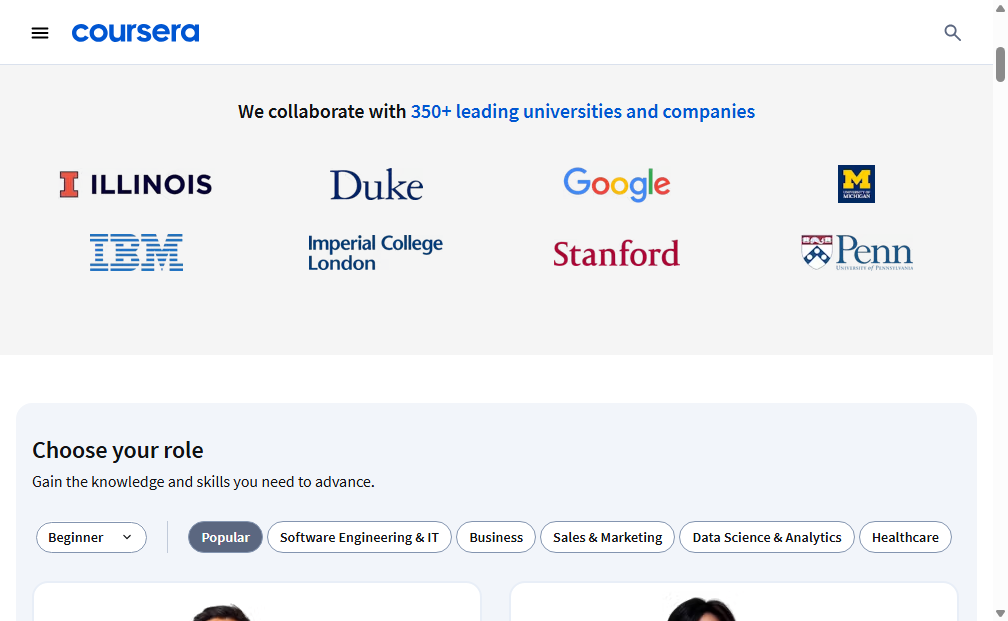 coursera
We collaborate with 350+ leading universities and companies
I ILLINOIS
Duke
Google
M
UNIVERSITY OF
MICHIGAN
IBM
Imperial College
London
Stanford
Penn
UNIVERSITY OF PENNSYLVANIA
Choose your role
Gain the knowledge and skills you need to advance.
Beginner
Popular
Software Engineering & IT
Business
Sales & Marketing
Data Science & Analytics
Healthcare